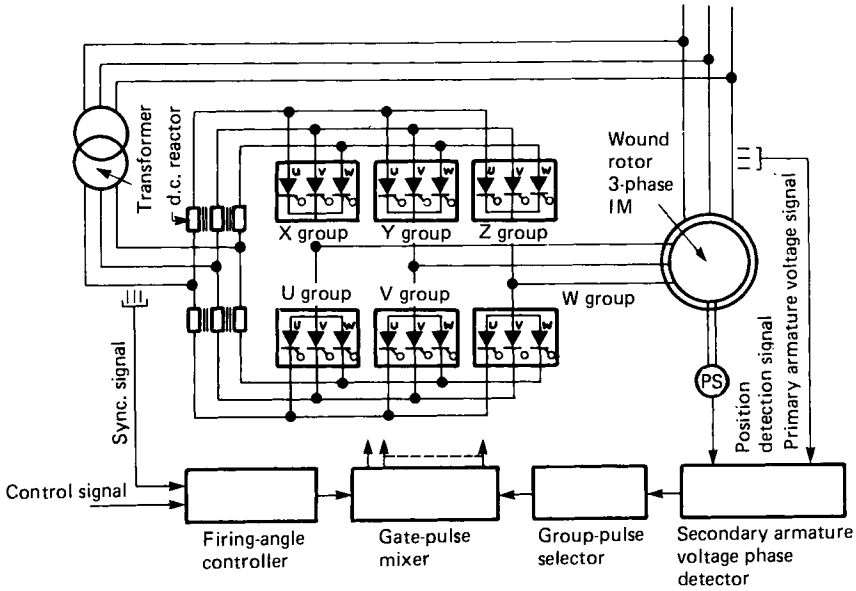 Transformer
d.c. reactor
u v w
u v w
u v w
X group
Y group
Z group
Wound
rotor
3-phase
IM
U group
V group
W group
u v w
u v w
u v w
PS
Sync. signal
Position
detection signal
Primary armature voltage signal
Control signal
Firing-angle
controller
Gate-pulse
mixer
Group-pulse
selector
Secondary armature
voltage phase
detector